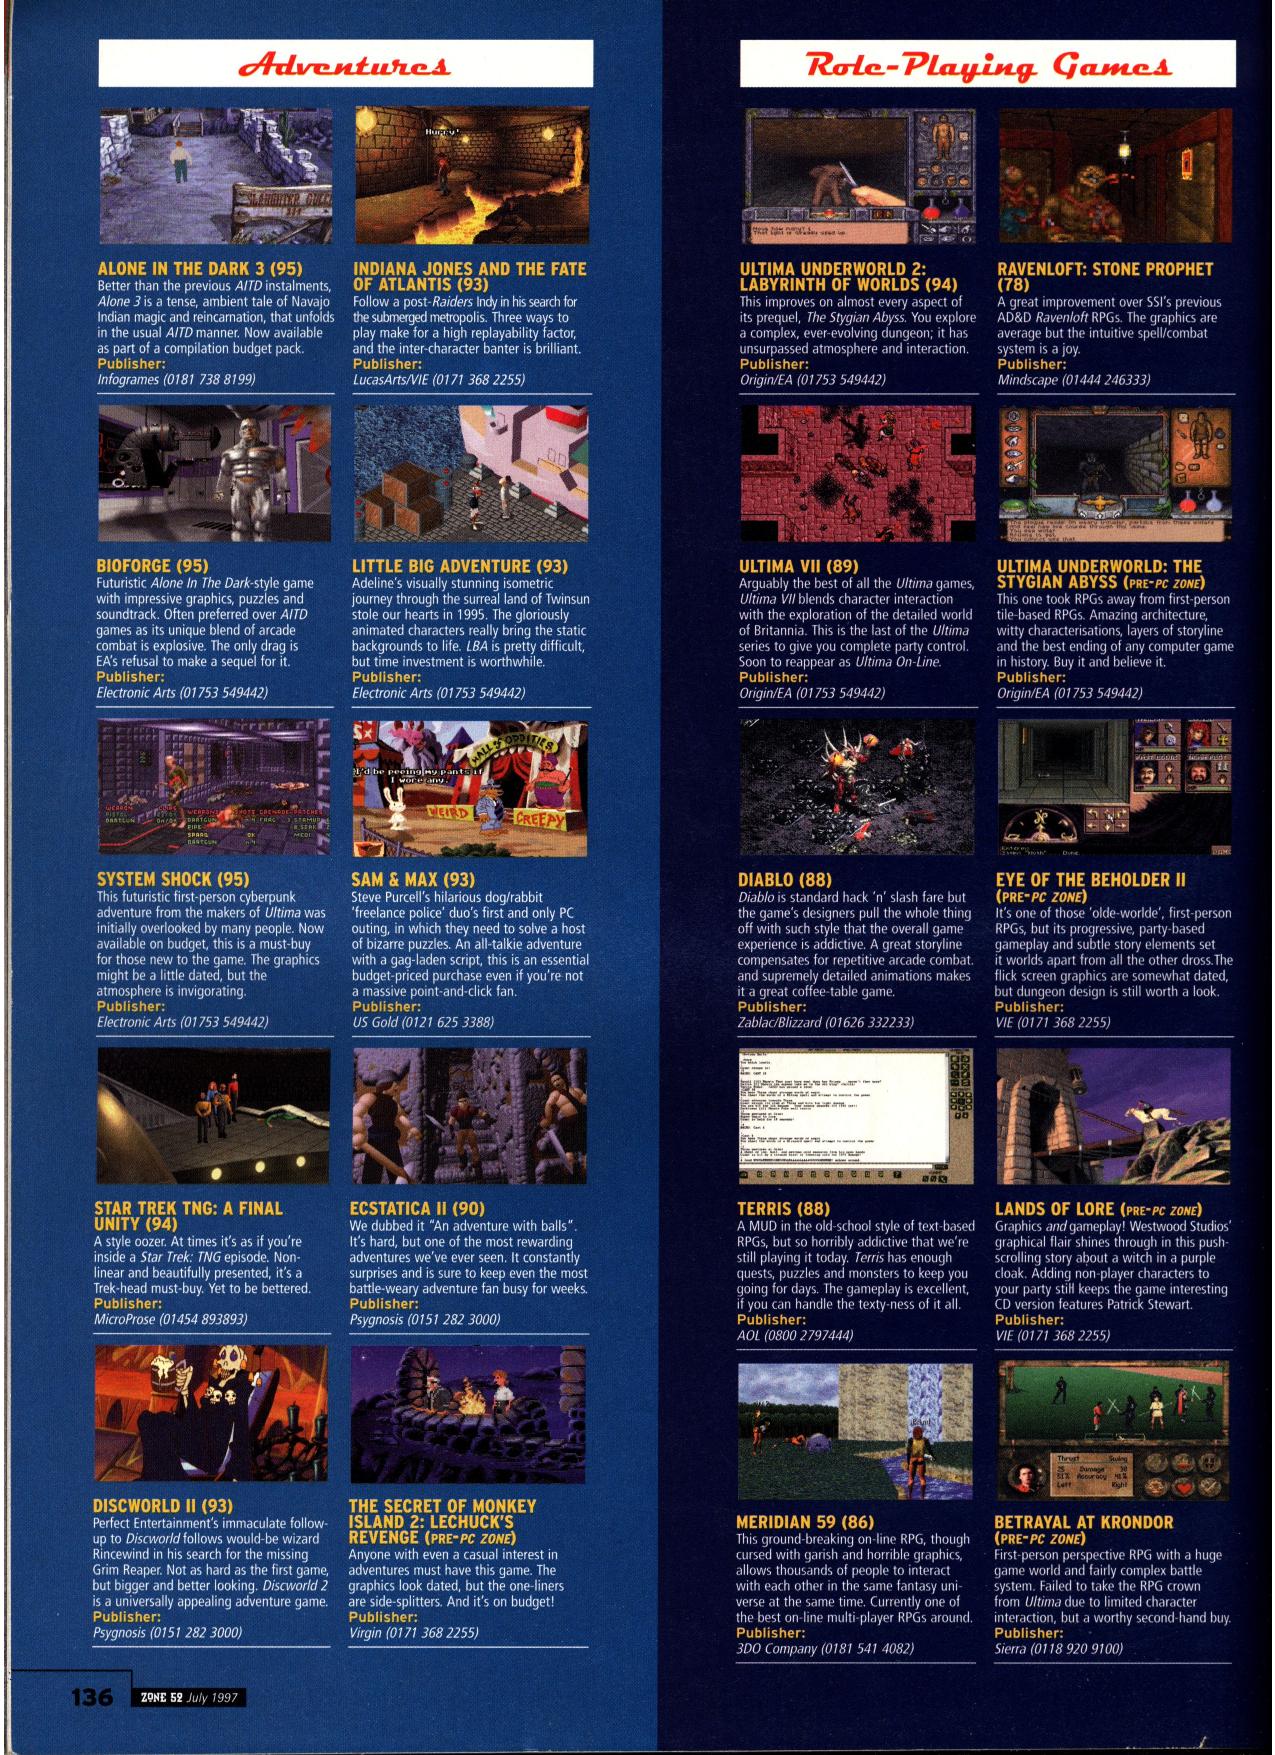 Adventures
ALONE IN THE DARK 3 (95)
Better than the previous AITD instalments,
Alone 3 is a tense, ambient tale of Navajo
Indian magic and reincarnation, that unfolds
in the usual AITD manner. Now available
as part of a compilation budget pack.
Publisher:
Infogrames (0181 738 8199)
BIOFORGE (95)
Futuristic Alone In The Dark-style game
with impressive graphics, puzzles and
soundtrack. Often preferred over AITD
games as its unique blend of arcade
combat is explosive. The only drag is
EA's refusal to make a sequel for it.
Publisher:
Electronic Arts (01753 549442)
SYSTEM SHOCK (95)
This futuristic first-person cyberpunk
adventure from the makers of Ultima was
initially overlooked by many people. Now
available on budget, this is a must-buy
for those new to the game. The graphics
might be a little dated, but the
atmosphere is invigorating.
Publisher:
Electronic Arts (01753 549442)
STAR TREK TNG: A FINAL
UNITY (94)
A style oozer. At times it's as if you're
inside a Star Trek: TNG episode. Non-
linear and beautifully presented, it's a
Trek-head must-buy. Yet to be bettered.
Publisher:
MicroProse (01454 893893)
DISCWORLD II (93)
Perfect Entertainment's immaculate follow-
up to Discworld follows would-be wizard
Rincewind in his search for the missing
Grim Reaper. Not as hard as the first game,
but bigger and better looking. Discworld 2
is a universally appealing adventure game.
Publisher:
Psygnosis (0151 282 3000)
Hurry!
INDIANA JONES AND THE FATE
OF ATLANTIS (93)
Follow a post-Raiders Indy in his search for
the submerged metropolis. Three ways to
play make for a high replayability factor,
and the inter-character banter is brilliant.
Publisher:
LucasArts/VIE (0171 368 2255)
LITTLE BIG ADVENTURE (93)
Adeline's visually stunning isometric
journey through the surreal land of Twinsun
stole our hearts in 1995. The gloriously
animated characters really bring the static
backgrounds to life. LBA is pretty difficult,
but time investment is worthwhile.
Publisher:
Electronic Arts (01753 549442)
HALL OF ODDITIES
I'd be peeing my pants if
I wore any.
WEIRD
CREEPY
SAM & MAX (93)
Steve Purcell's hilarious dog/rabbit
'freelance police' duo's first and only PC
outing, in which they need to solve a host
of bizarre puzzles. An all-talkie adventure
with a gag-laden script, this is an essential
budget-priced purchase even if you're not
a massive point-and-click fan.
Publisher:
US Gold (0121 625 3388)
ECSTATICA II (90)
We dubbed it "An adventure with balls".
It's hard, but one of the most rewarding
adventures we've ever seen. It constantly
surprises and is sure to keep even the most
battle-weary adventure fan busy for weeks.
Publisher:
Psygnosis (0151 282 3000)
THE SECRET OF MONKEY
ISLAND 2: LECHUCK'S
REVENGE (PRE-PC ZONE)
Anyone with even a casual interest in
adventures must have this game. The
graphics look dated, but the one-liners
are side-splitters. And it's on budget!
Publisher:
Virgin (0171 368 2255)
Role-Playing Games
ULTIMA UNDERWORLD 2:
LABYRINTH OF WORLDS (94)
This improves on almost every aspect of
its prequel, The Stygian Abyss. You explore
a complex, ever-evolving dungeon; it has
unsurpassed atmosphere and interaction.
Publisher:
Origin/EA (01753 549442)
ULTIMA VII (89)
Arguably the best of all the Ultima games,
Ultima VII blends character interaction
with the exploration of the detailed world
of Britannia. This is the last of the Ultima
series to give you complete party control.
Soon to reappear as Ultima On-Line.
Publisher:
Origin/EA (01753 549442)
DIABLO (88)
Diablo is standard hack 'n' slash fare but
the game's designers pull the whole thing
off with such style that the overall game
experience is addictive. A great storyline
compensates for repetitive arcade combat.
and supremely detailed animations makes
it a great coffee-table game.
Publisher:
Zablac/Blizzard (01626 332233)
TERRIS (88)
A MUD in the old-school style of text-based
RPGs, but so horribly addictive that we're
still playing it today. Terris has enough
quests, puzzles and monsters to keep you
going for days. The gameplay is excellent,
if you can handle the texty-ness of it all.
Publisher:
AOL (0800 2797444)
MERIDIAN 59 (86)
This ground-breaking on-line RPG, though
cursed with garish and horrible graphics,
allows thousands of people to interact
with each other in the same fantasy uni-
verse at the same time. Currently one of
the best on-line multi-player RPGs around.
Publisher:
3DO Company (0181 541 4082)
RAVENLOFT: STONE PROPHET
(78)
A great improvement over SSI's previous
AD&D Ravenloft RPGs. The graphics are
average but the intuitive spell/combat
system is a joy.
Publisher:
Mindscape (01444 246333)
ULTIMA UNDERWORLD: THE
STYGIAN ABYSS (PRE-PC ZONE)
This one took RPGs away from first-person
tile-based RPGs. Amazing architecture,
witty characterisations, layers of storyline
and the best ending of any computer game
in history. Buy it and believe it.
Publisher:
Origin/EA (01753 549442)
EYE OF THE BEHOLDER II
(PRE-PC ZONE)
It's one of those 'olde-worlde', first-person
RPGs, but its progressive, party-based
gameplay and subtle story elements set
it worlds apart from all the other dross.The
flick screen graphics are somewhat dated,
but dungeon design is still worth a look.
Publisher:
VIE (0171 368 2255)
LANDS OF LORE (PRE-PC ZONE)
Graphics and gameplay! Westwood Studios'
graphical flair shines through in this push-
scrolling story about a witch in a purple
cloak. Adding non-player characters to
your party still keeps the game interesting
CD version features Patrick Stewart.
Publisher:
VIE (0171 368 2255)
Thrust Swing
25 Damage 30
51% Accuracy 41%
Left Right
BETRAYAL AT KRONDOR
(PRE-PC ZONE)
First-person perspective RPG with a huge
game world and fairly complex battle
system. Failed to take the RPG crown
from Ultima due to limited character
interaction, but a worthy second-hand buy.
Publisher:
Sierra (0118 920 9100)
136
ZONE 52 July 1997